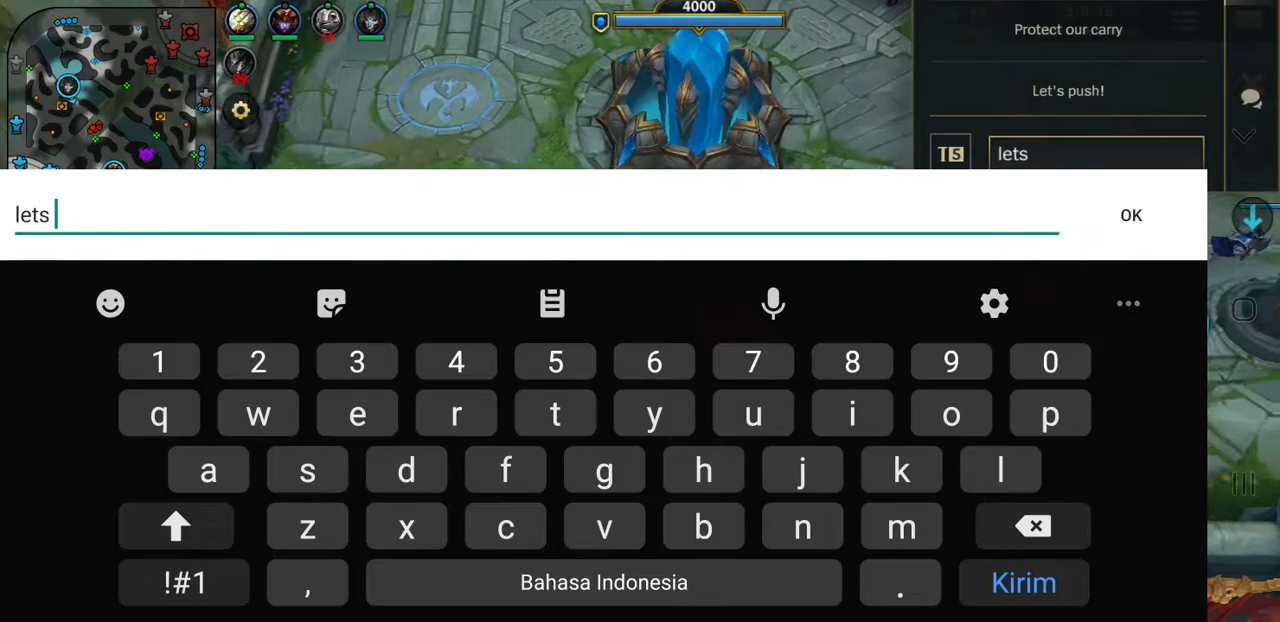 4000
Protect our carry
Let's push!
T5 lets
lets
OK
1 2 3 4 5 6 7 8 9 0
q w e r t y u i o p
a s d f g h j k l
z x c v b n m
!#1 , Bahasa Indonesia . Kirim